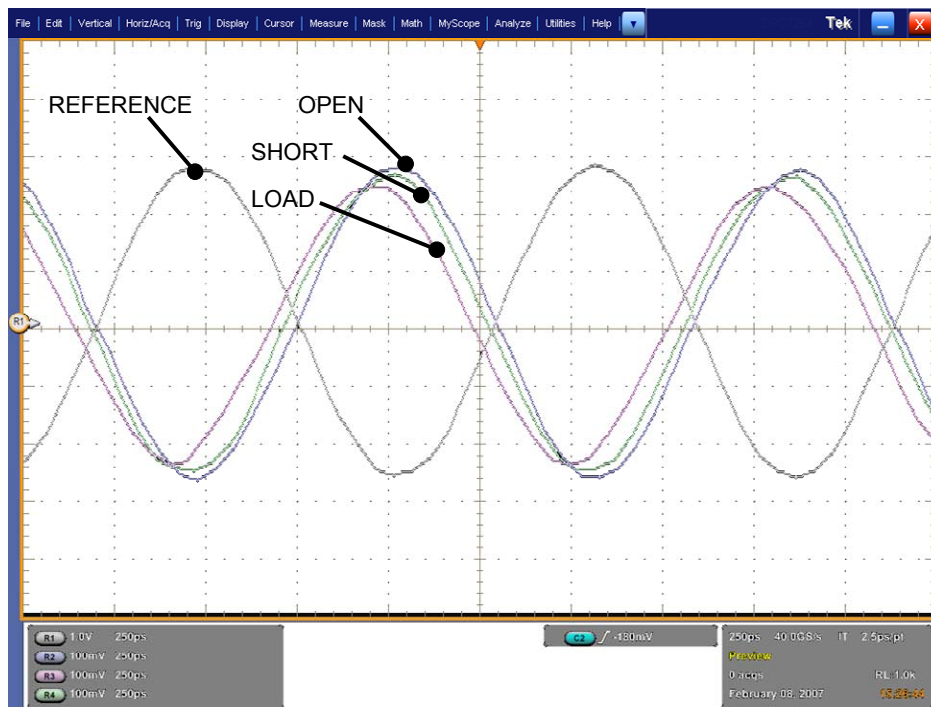 File | Edit | Vertical | Horiz/Acq | Trig | Display | Cursor | Measure | Mask | Math | MyScope | Analyze | Utilities | Help | Tek X
REFERENCE
OPEN
SHORT
LOAD
R1
R1 1.0V 250ps
R2 100mV 250ps
R3 100mV 250ps
R4 100mV 250ps
C2 -180mV
250ps 40.0GS/s IT 2.5ps/pt
Preview
0 acqs RL:1.0k
February 08, 2007